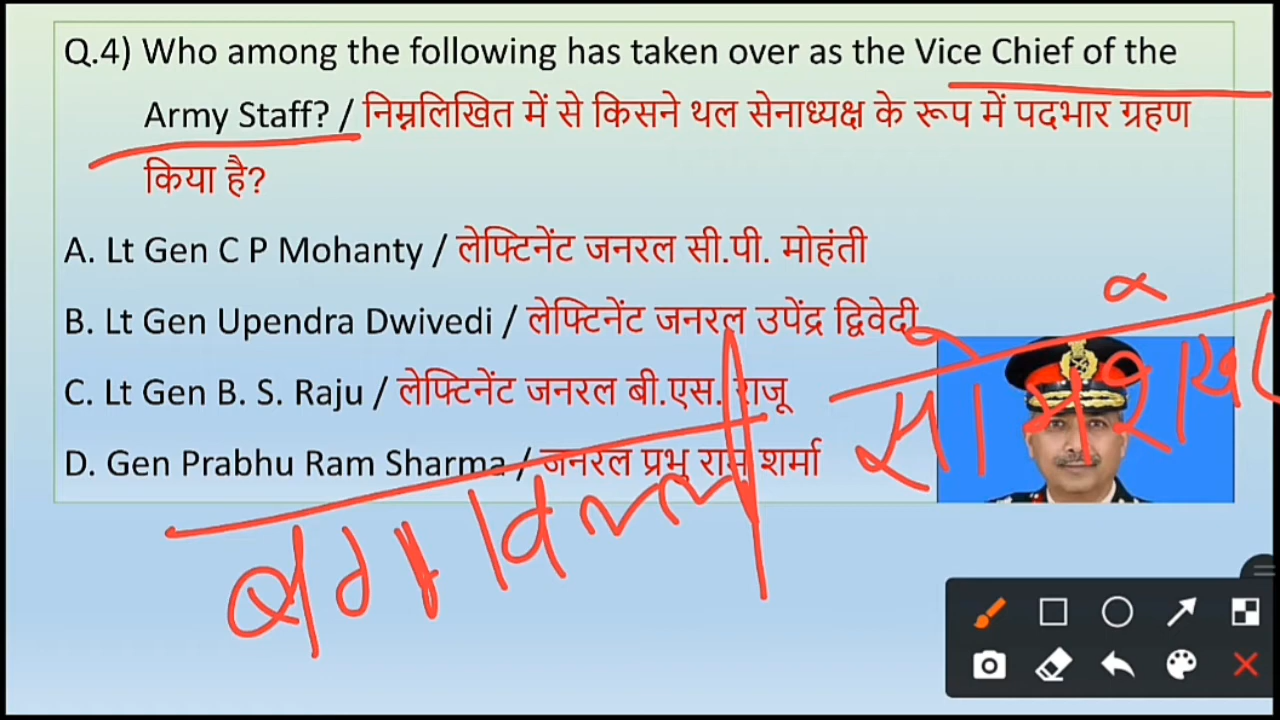 Q.4) Who among the following has taken over as the Vice Chief of the
Army Staff? / निम्नलिखित में से किसने थल सेनाध्यक्ष के रूप में पदभार ग्रहण
किया है?
A. Lt Gen C P Mohanty / लेफ्टिनेंट जनरल सी.पी. मोहंती
B. Lt Gen Upendra Dwivedi / लेफ्टिनेंट जनरल उपेंद्र द्विवेदी
C. Lt Gen B. S. Raju / लेफ्टिनेंट जनरल बी.एस. राजू
D. Gen Prabhu Ram Sharma / जनरल प्रभु राम शर्मा